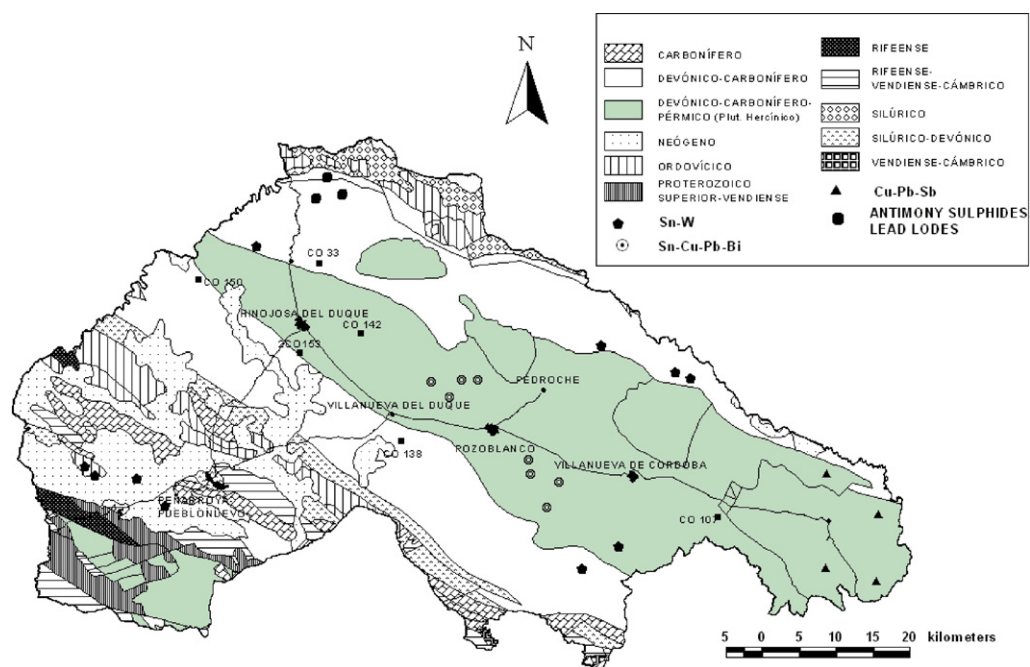 N
CARBONÍFERO
DEVÓNICO-CARBONÍFERO
DEVÓNICO-CARBONÍFERO-
PÉRMICO (Plut. Hercínico)
NEÓGENO
ORDOVÍCICO
PROTEROZOICO
SUPERIOR-VENDIENSE
Sn-W
Sn-Cu-Pb-Bi
RIFEENSE
RIFEENSE-
VENDIENSE-CÁMBRICO
SILÚRICO
SILÚRICO-DEVÓNICO
VENDIENSE-CÁMBRICO
Cu-Pb-Sb
ANTIMONY SULPHIDES
LEAD LODES
CO 33
CO 150
HINOJOSA DEL DUQUE
CO 142
2CO153
PEDROCHE
VILLANUEVA DEL DUQUE
CO 138
POZOBLANCO
VILLANUEVA DE CORDOBA
PEÑARROYA
PUEBLONUEVO
CO 107
5 0 5 10 15 20 kilometers